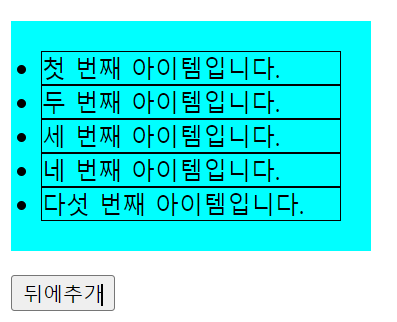 첫 번째 아이템입니다.
두 번째 아이템입니다.
세 번째 아이템입니다.
네 번째 아이템입니다.
다섯 번째 아이템입니다.
뒤에추가